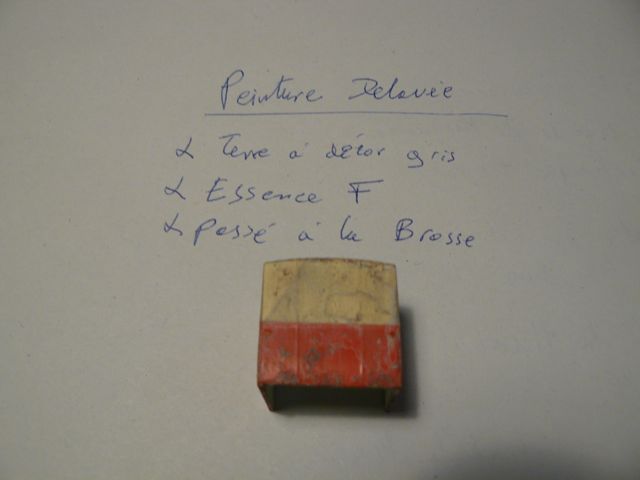 Peinture Délavée
α Terre à décor gris
α Essence F
α passé à la Brosse